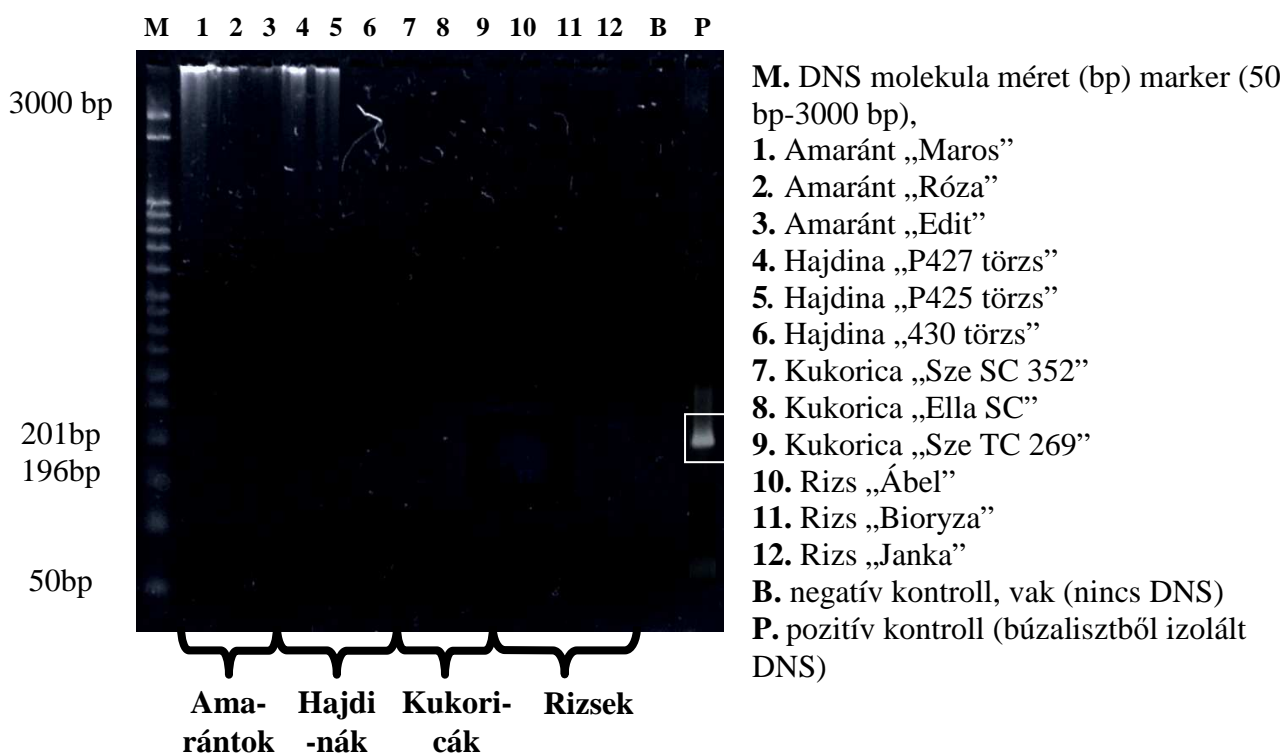 M 1 2 3 4 5 6 7 8 9 10 11 12 B P
3000 bp
201bp
196bp
50bp
Ama-
rántok
Hajdi
-nák
Kukori-
cák
Rizsek
M. DNS molekula méret (bp) marker (50
bp-3000 bp),
1. Amaránt „Maros”
2. Amaránt „Róza”
3. Amaránt „Edit”
4. Hajdina „P427 törzs”
5. Hajdina „P425 törzs”
6. Hajdina „430 törzs”
7. Kukorica „Sze SC 352”
8. Kukorica „Ella SC”
9. Kukorica „Sze TC 269”
10. Rizs „Ábel”
11. Rizs „Bioryza”
12. Rizs „Janka”
B. negatív kontroll, vak (nincs DNS)
P. pozitív kontroll (búzalisztből izolált
DNS)